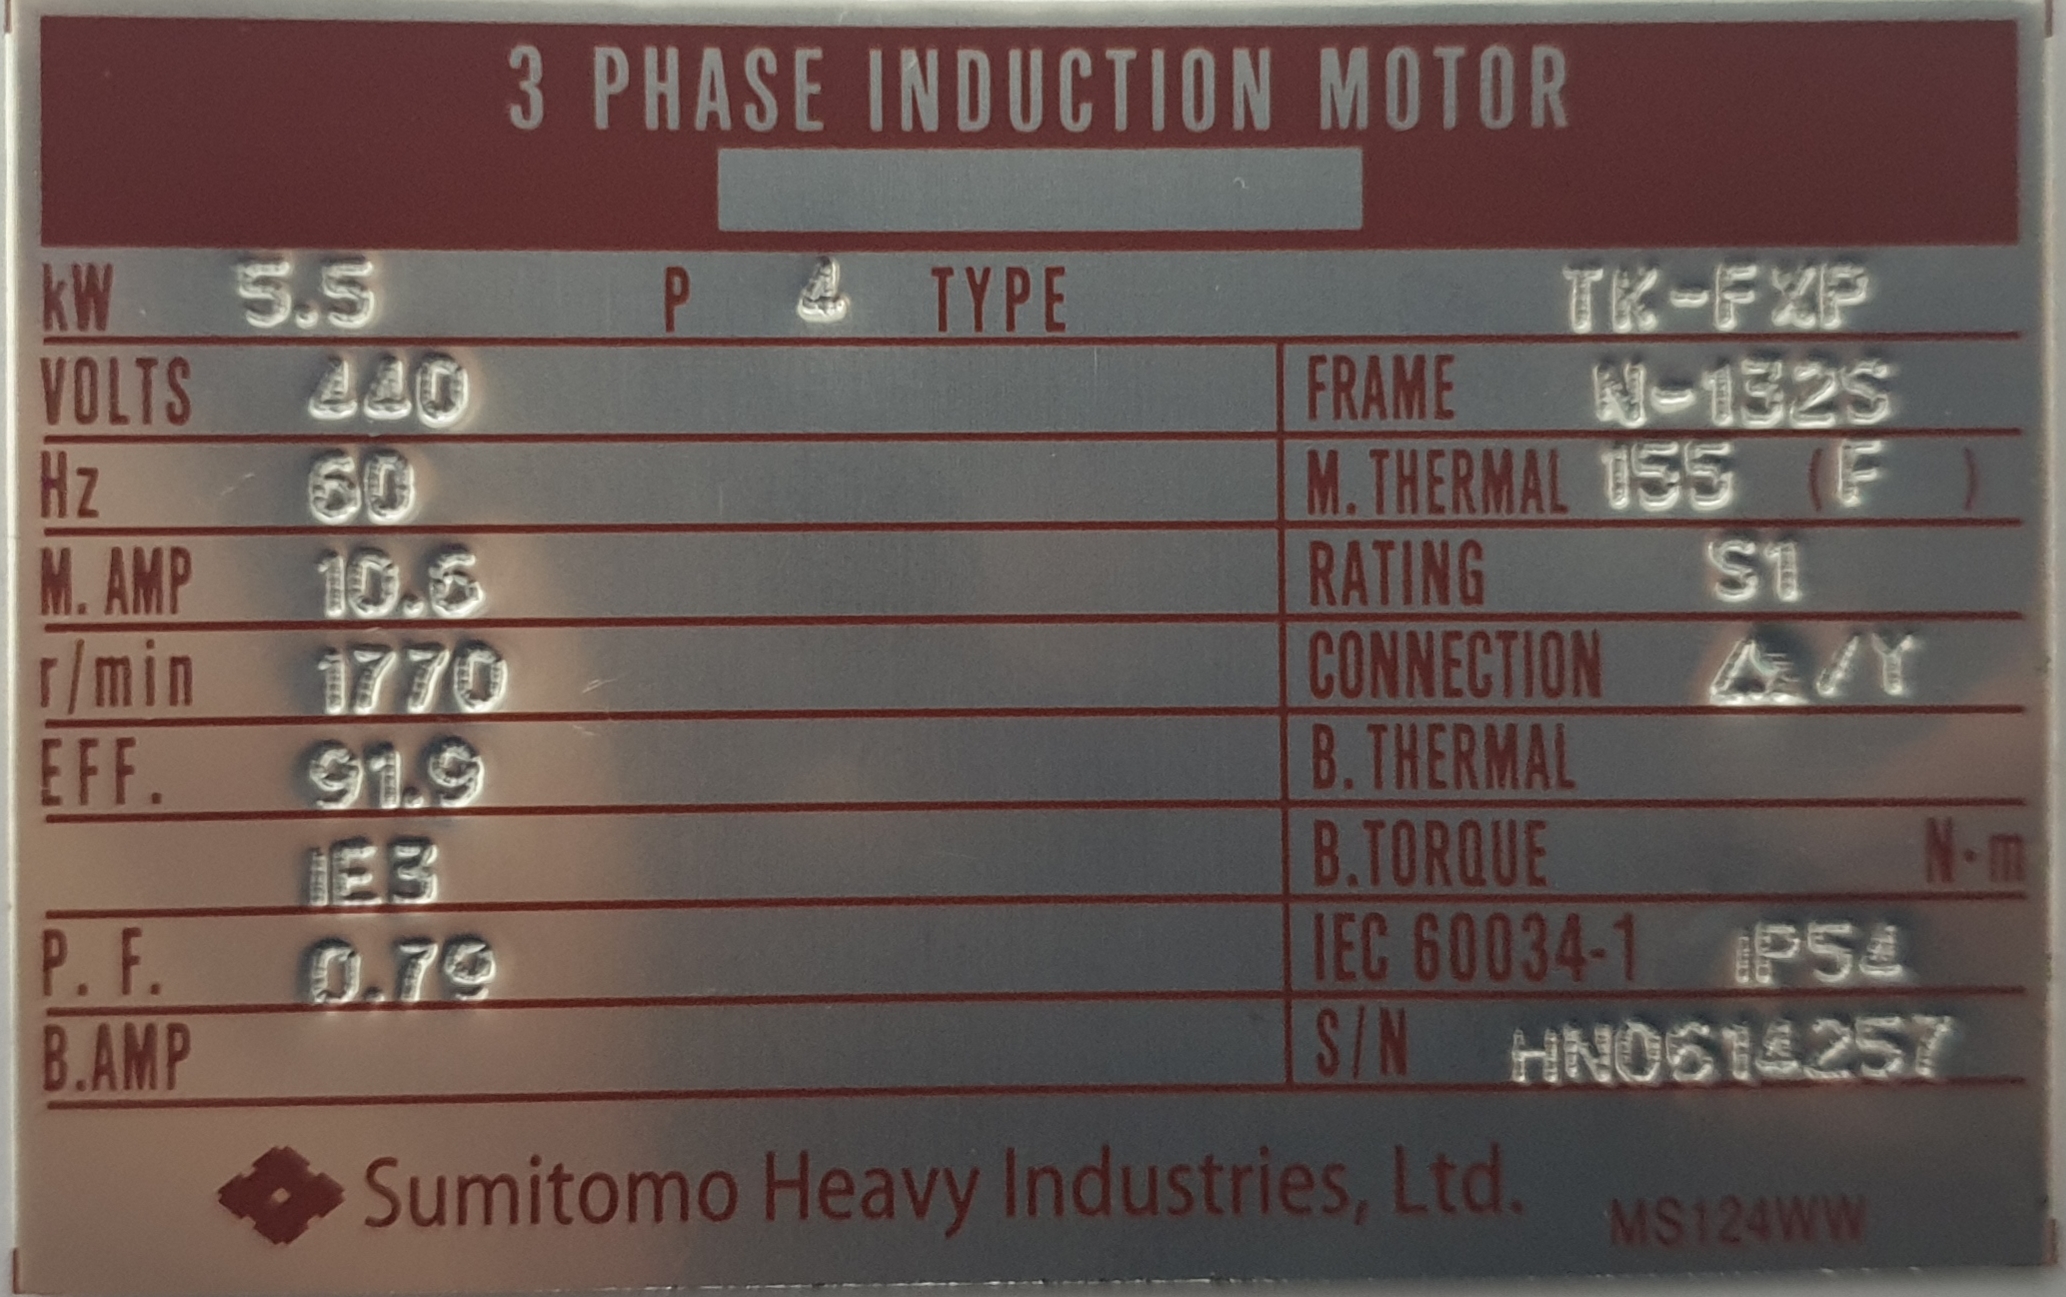 3 PHASE INDUCTION MOTOR
kW 5.5 P 4 TYPE TK-FXP
VOLTS 440 FRAME N-132S
Hz 60 M.THERMAL 155 (F )
M. AMP 10.6 RATING S1
r/min 1770 CONNECTION Δ/Y
EFF. 91.9 B.THERMAL
IE3 B.TORQUE N·m
P. F. 0.79 IEC 60034-1 IP54
B.AMP S/N HN0614257
Sumitomo Heavy Industries, Ltd. MS124WW